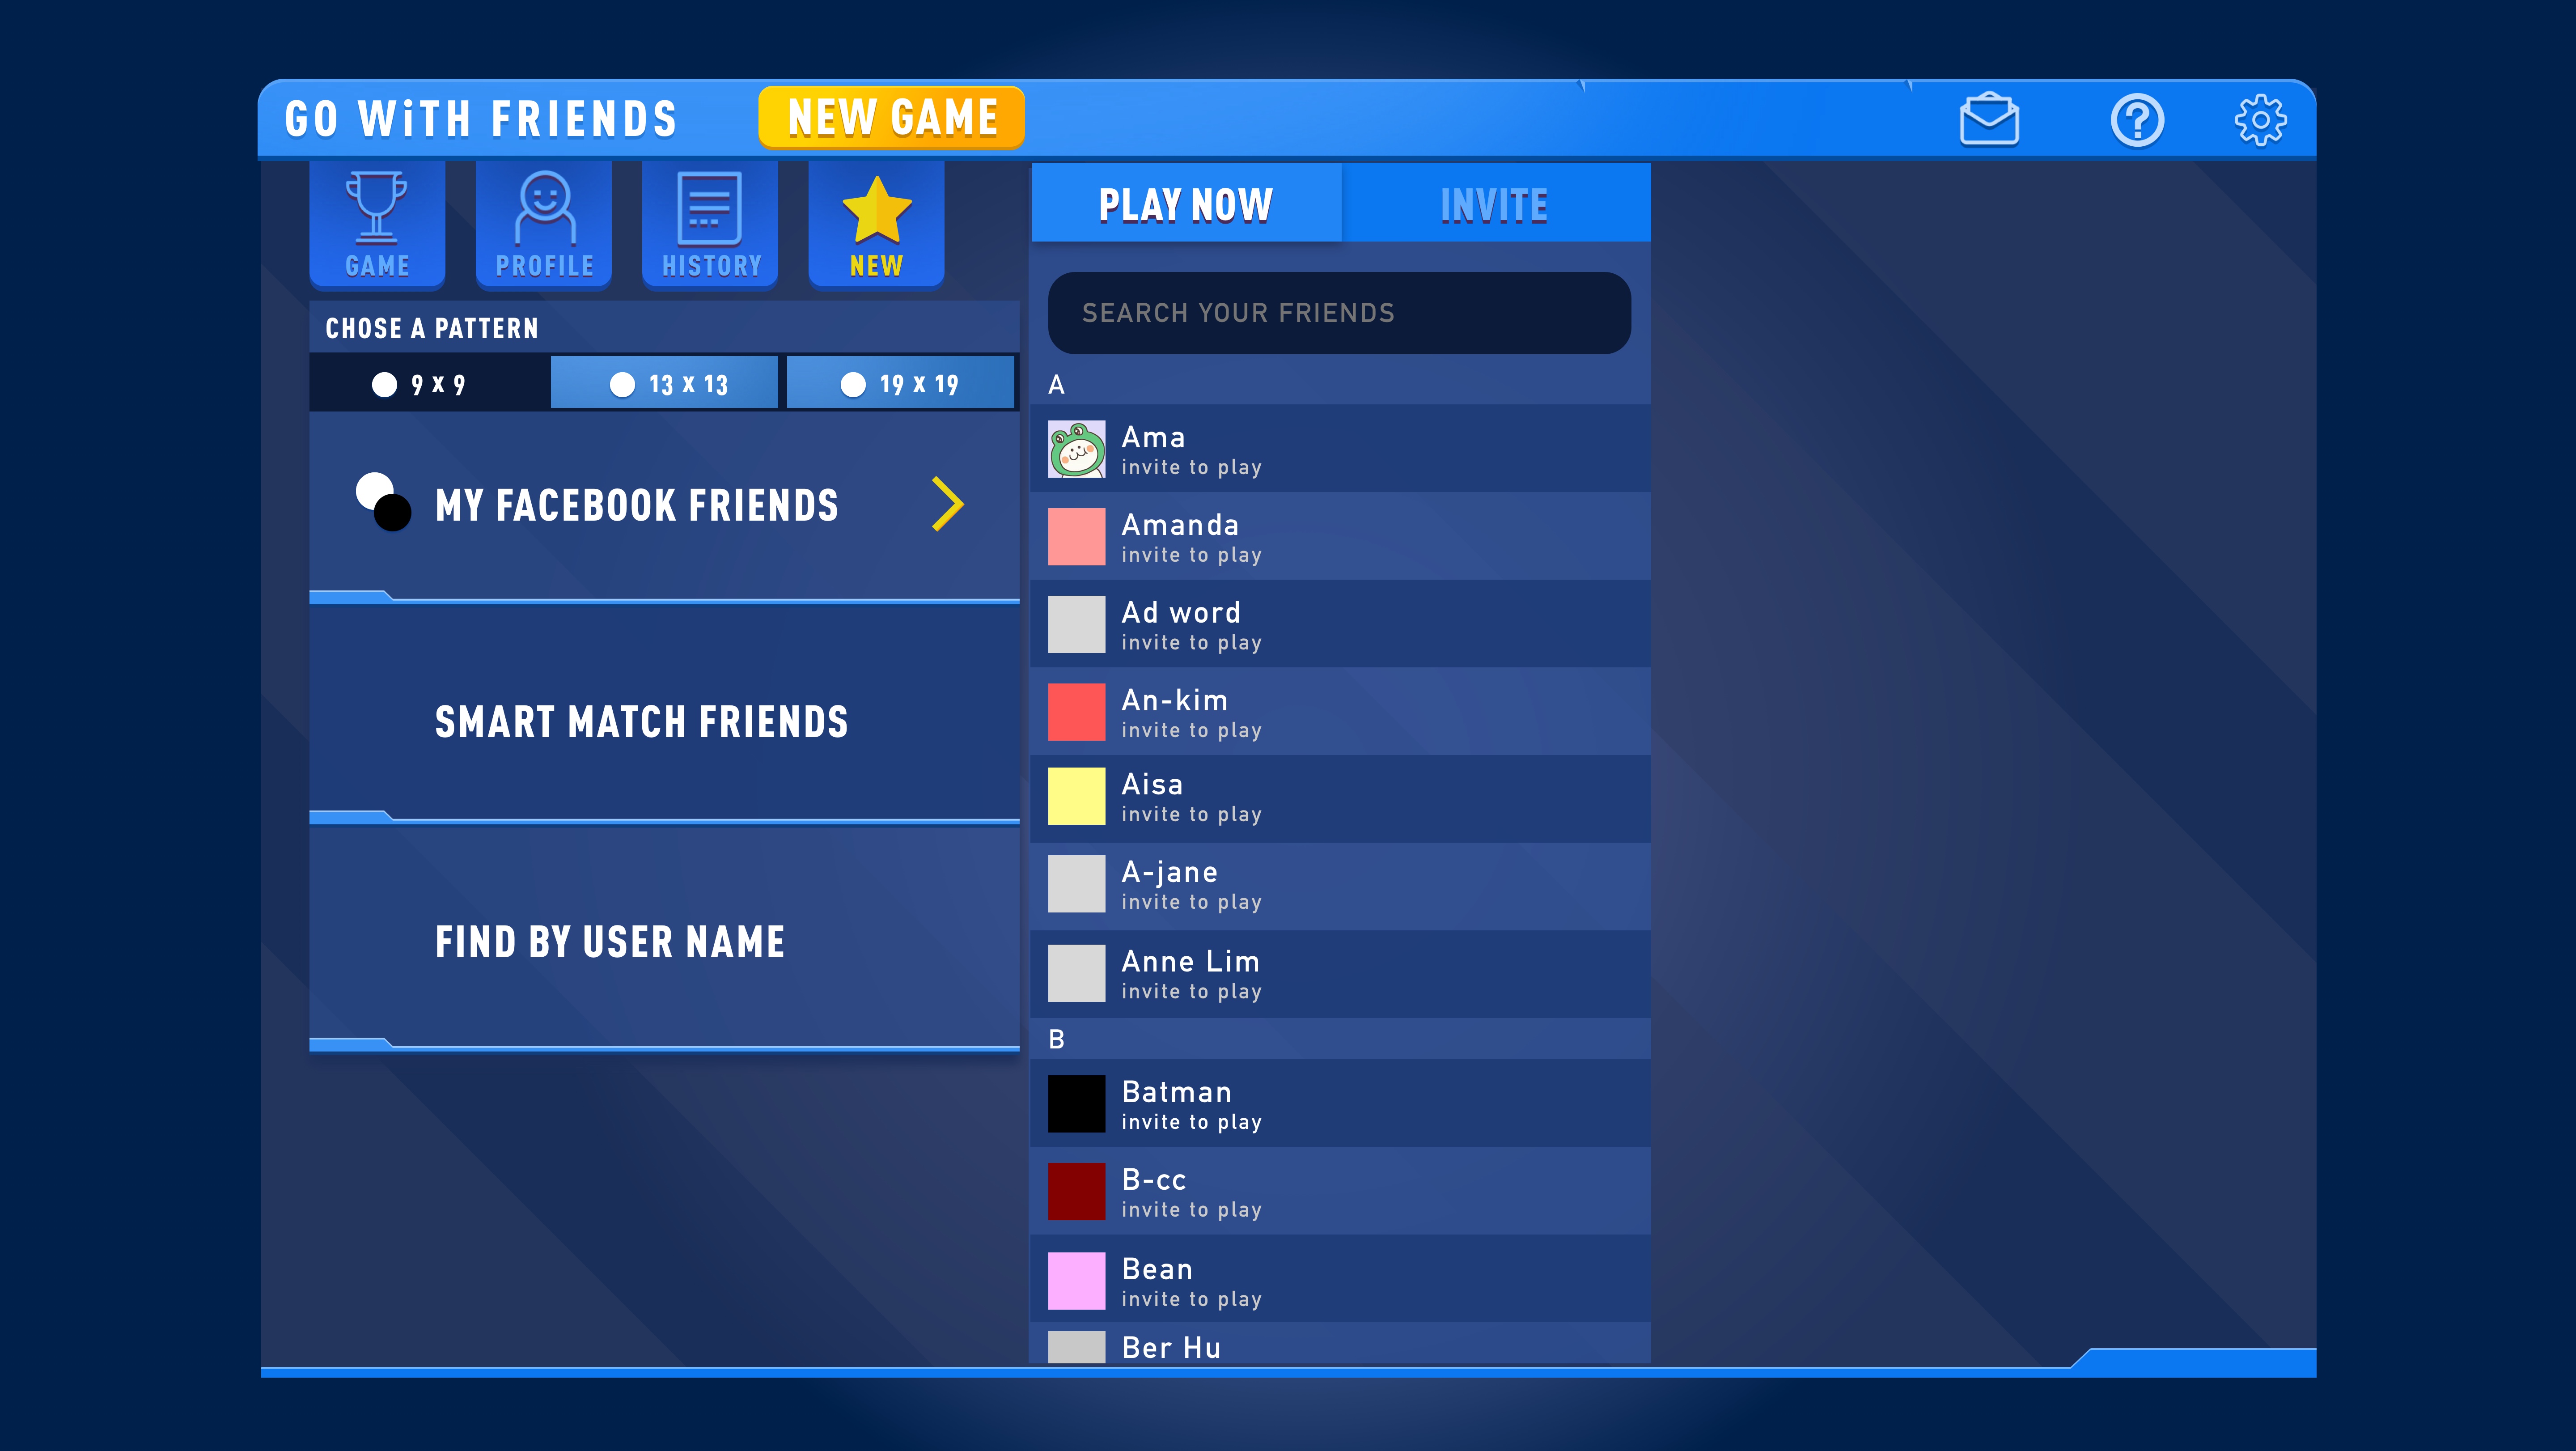 GO WiTH FRIENDS
NEW GAME
GAME
PROFILE
HISTORY
NEW
CHOSE A PATTERN
9 X 9
13 X 13
19 X 19
MY FACEBOOK FRIENDS
SMART MATCH FRIENDS
FIND BY USER NAME
PLAY NOW
INVITE
SEARCH YOUR FRIENDS
A
Ama
invite to play
Amanda
invite to play
Ad word
invite to play
An-kim
invite to play
Aisa
invite to play
A-jane
invite to play
Anne Lim
invite to play
B
Batman
invite to play
B-cc
invite to play
Bean
invite to play
Ber Hu